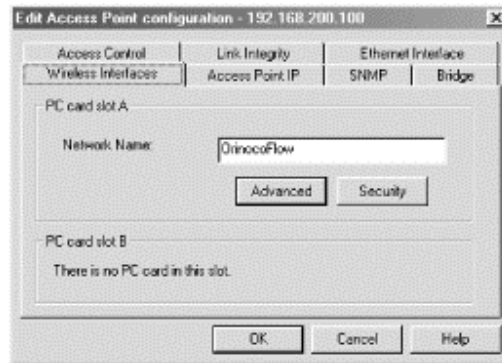 Edit Access Point configuration - 192.168.200.100
Access Control Link Integrity Ethernet Interface
Wireless Interfaces Access Point IP SNMP Bridge
PC card slot A
Network Name: OrinocoFlow
Advanced Security
PC card slot B
There is no PC card in this slot.
OK Cancel Help